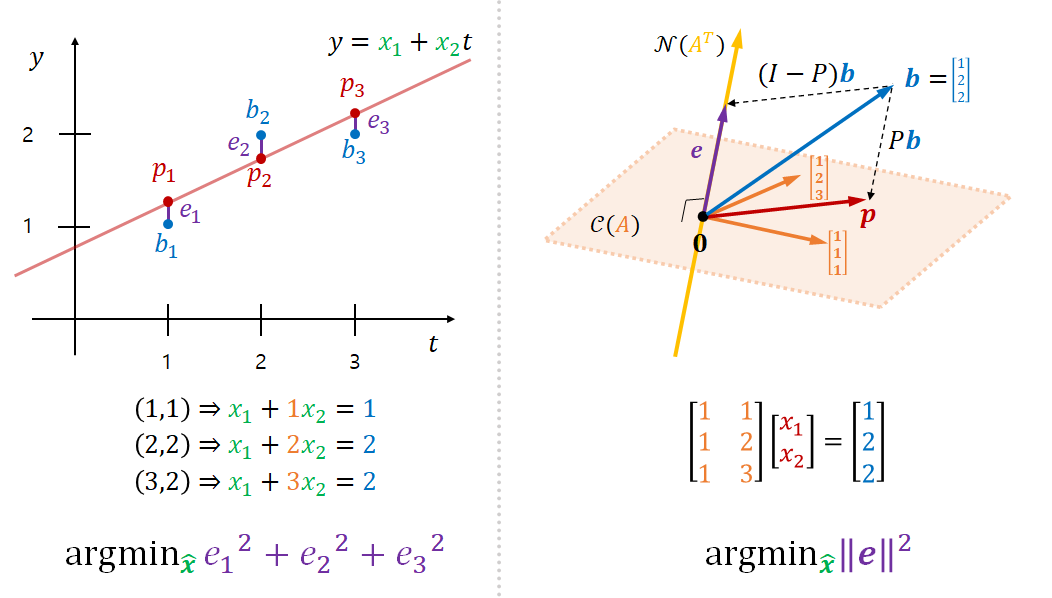 y
y = x₁ + x₂t
2
1
p₁
e₁
b₁
b₂
e₂
p₂
p₃
e₃
b₃
1 2 3
t
(1,1) ⇒ x₁ + 1x₂ = 1
(2,2) ⇒ x₁ + 2x₂ = 2
(3,2) ⇒ x₁ + 3x₂ = 2
argmin_x̂ e₁² + e₂² + e₃²
𝒩(Aᵀ)
(I − P)b
b = [1 2 2]
Pb
e
[1 2 3]
p
𝒞(A)
0
[1 1 1]
[1 1] [x₁] = [1]
[1 2] [x₂] [2]
[1 3] [2]
argmin_x̂ ‖e‖²